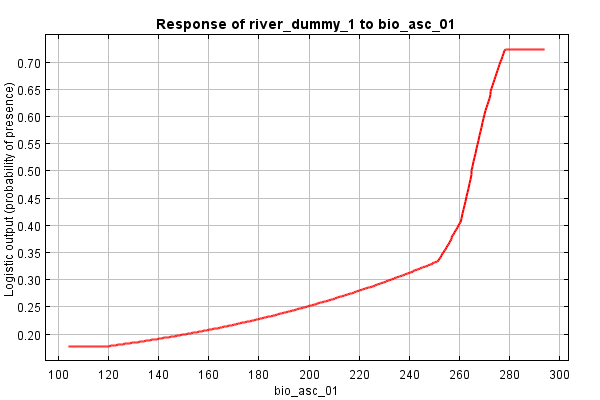 Response of river_dummy_1 to bio_asc_01
Logistic output (probability of presence)
0.70
0.65
0.60
0.55
0.50
0.45
0.40
0.35
0.30
0.25
0.20
100 120 140 160 180 200 220 240 260 280 300
bio_asc_01